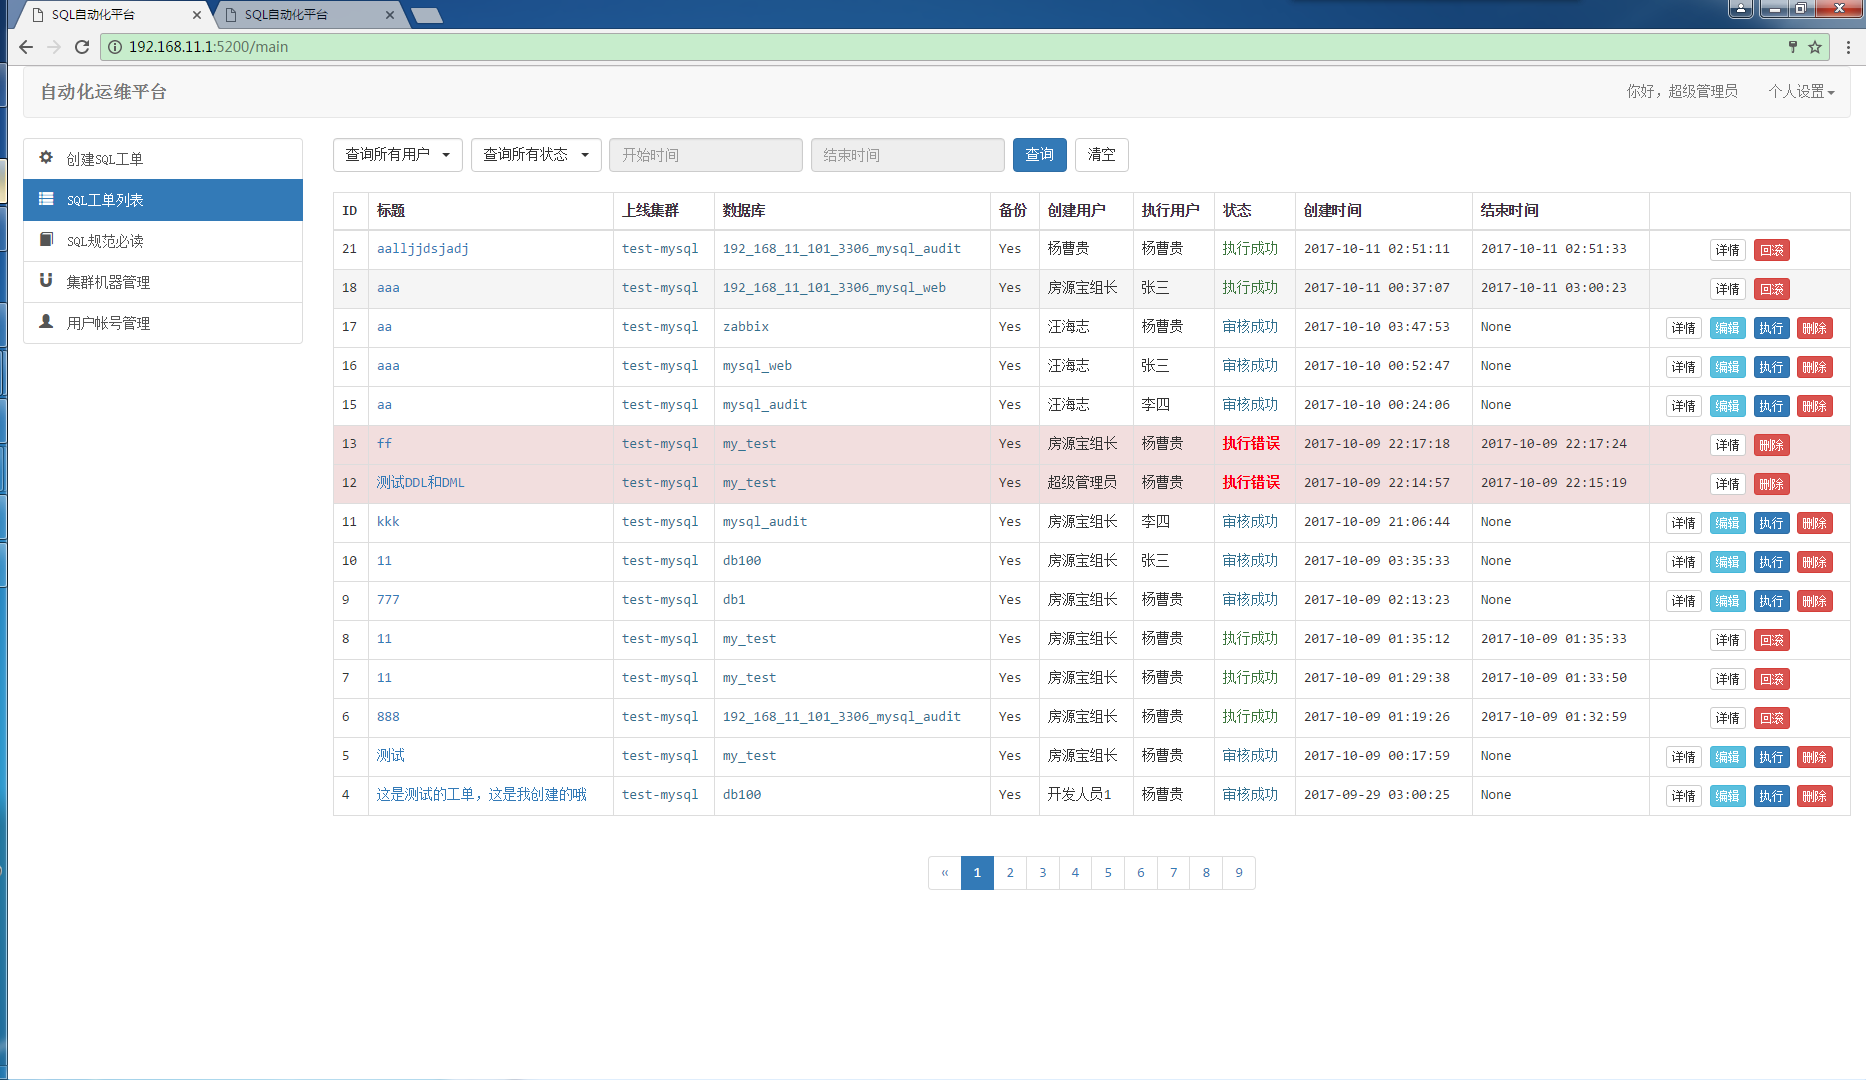 SQL自动化平台 SQL自动化平台
192.168.11.1:5200/main
自动化运维平台 你好，超级管理员 个人设置
创建SQL工单
SQL工单列表
SQL规范必读
集群机器管理
用户帐号管理
查询所有用户 查询所有状态 开始时间 结束时间 查询 清空
ID 标题 上线集群 数据库 备份 创建用户 执行用户 状态 创建时间 结束时间
21 aalljjdsjadj test-mysql 192_168_11_101_3306_mysql_audit Yes 杨曹贵 杨曹贵 执行成功 2017-10-11 02:51:11 2017-10-11 02:51:33 详情 回滚
18 aaa test-mysql 192_168_11_101_3306_mysql_web Yes 房源宝组长 张三 执行成功 2017-10-11 00:37:07 2017-10-11 03:00:23 详情 回滚
17 aa test-mysql zabbix Yes 汪海志 杨曹贵 审核成功 2017-10-10 03:47:53 None 详情 编辑 执行 删除
16 aaa test-mysql mysql_web Yes 汪海志 张三 审核成功 2017-10-10 00:52:47 None 详情 编辑 执行 删除
15 aa test-mysql mysql_audit Yes 汪海志 李四 审核成功 2017-10-10 00:24:06 None 详情 编辑 执行 删除
13 ff test-mysql my_test Yes 房源宝组长 杨曹贵 执行错误 2017-10-09 22:17:18 2017-10-09 22:17:24 详情 删除
12 测试DDL和DML test-mysql my_test Yes 超级管理员 杨曹贵 执行错误 2017-10-09 22:14:57 2017-10-09 22:15:19 详情 删除
11 kkk test-mysql mysql_audit Yes 房源宝组长 李四 审核成功 2017-10-09 21:06:44 None 详情 编辑 执行 删除
10 11 test-mysql db100 Yes 房源宝组长 张三 审核成功 2017-10-09 03:35:33 None 详情 编辑 执行 删除
9 777 test-mysql db1 Yes 房源宝组长 杨曹贵 审核成功 2017-10-09 02:13:23 None 详情 编辑 执行 删除
8 11 test-mysql my_test Yes 房源宝组长 杨曹贵 执行成功 2017-10-09 01:35:12 2017-10-09 01:35:33 详情 回滚
7 11 test-mysql my_test Yes 房源宝组长 杨曹贵 执行成功 2017-10-09 01:29:38 2017-10-09 01:33:50 详情 回滚
6 888 test-mysql 192_168_11_101_3306_mysql_audit Yes 房源宝组长 杨曹贵 执行成功 2017-10-09 01:19:26 2017-10-09 01:32:59 详情 回滚
5 测试 test-mysql my_test Yes 房源宝组长 杨曹贵 审核成功 2017-10-09 00:17:59 None 详情 编辑 执行 删除
4 这是测试的工单，这是我创建的哦 test-mysql db100 Yes 开发人员1 杨曹贵 审核成功 2017-09-29 03:00:25 None 详情 编辑 执行 删除
« 1 2 3 4 5 6 7 8 9